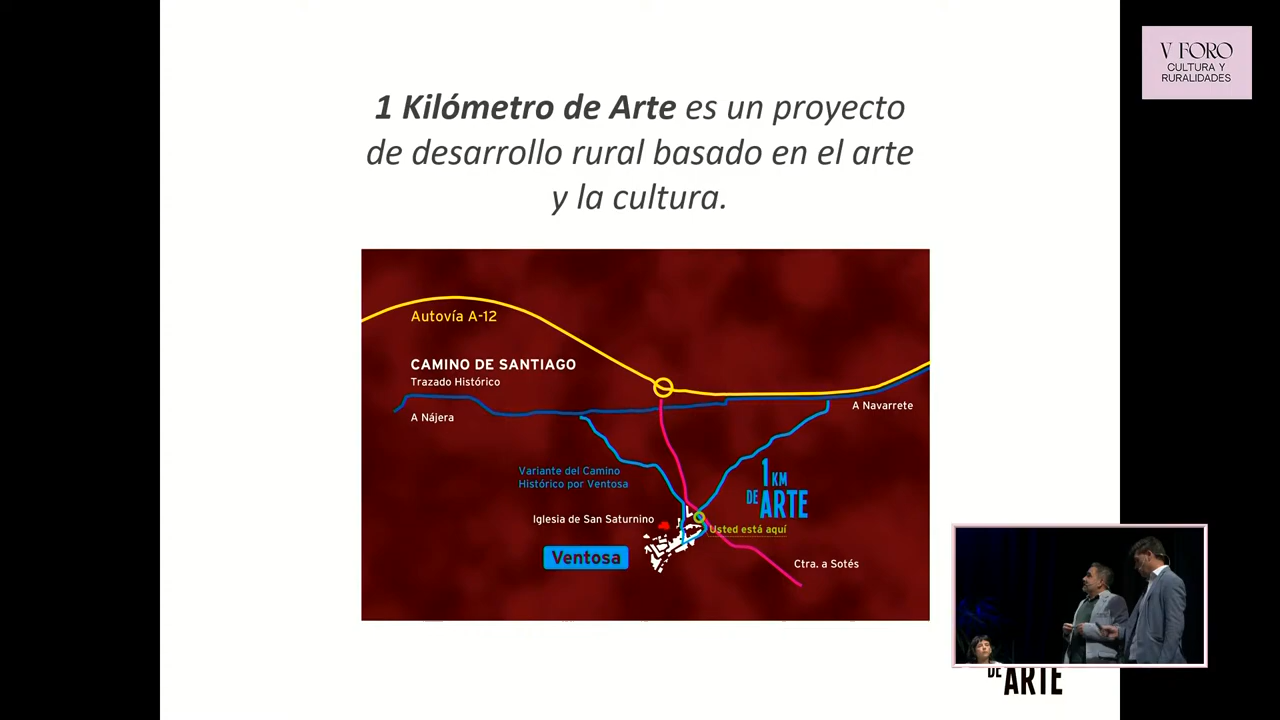 V FORO
CULTURA Y
RURALIDADES
1 Kilómetro de Arte es un proyecto
de desarrollo rural basado en el arte
y la cultura.
Autovía A-12
CAMINO DE SANTIAGO
Trazado Histórico
A Nájera
A Navarrete
Variante del Camino
Histórico por Ventosa
1 KM
DE ARTE
Iglesia de San Saturnino
Usted está aquí
Ventosa
Ctra. a Sotés
DE ARTE